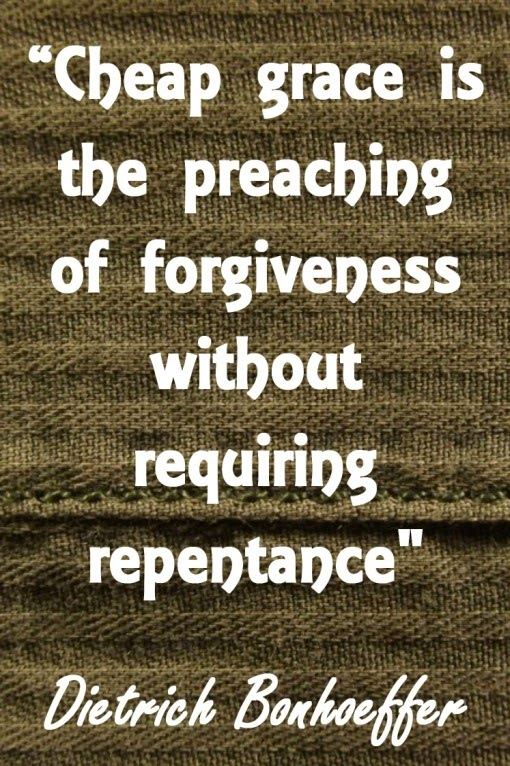 “Cheap grace is
the preaching
of forgiveness
without
requiring
repentance"
Dietrich Bonhoeffer